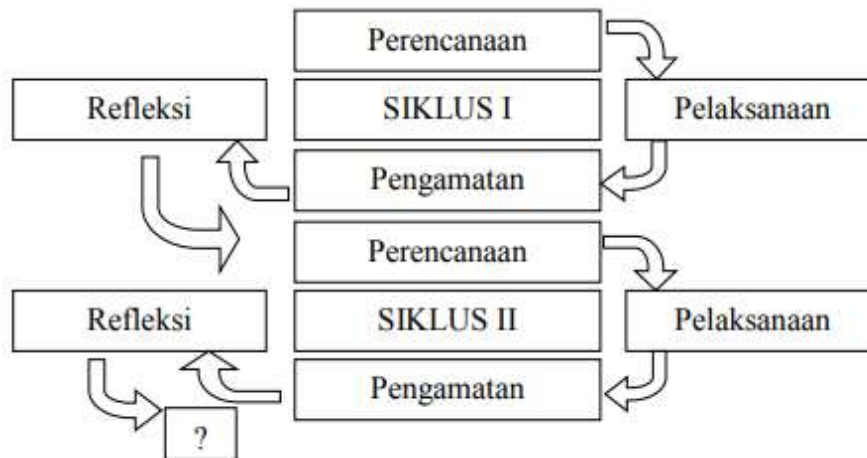 Perencanaan
Refleksi
SIKLUS I
Pelaksanaan
Pengamatan
Perencanaan
Refleksi
SIKLUS II
Pelaksanaan
Pengamatan
?